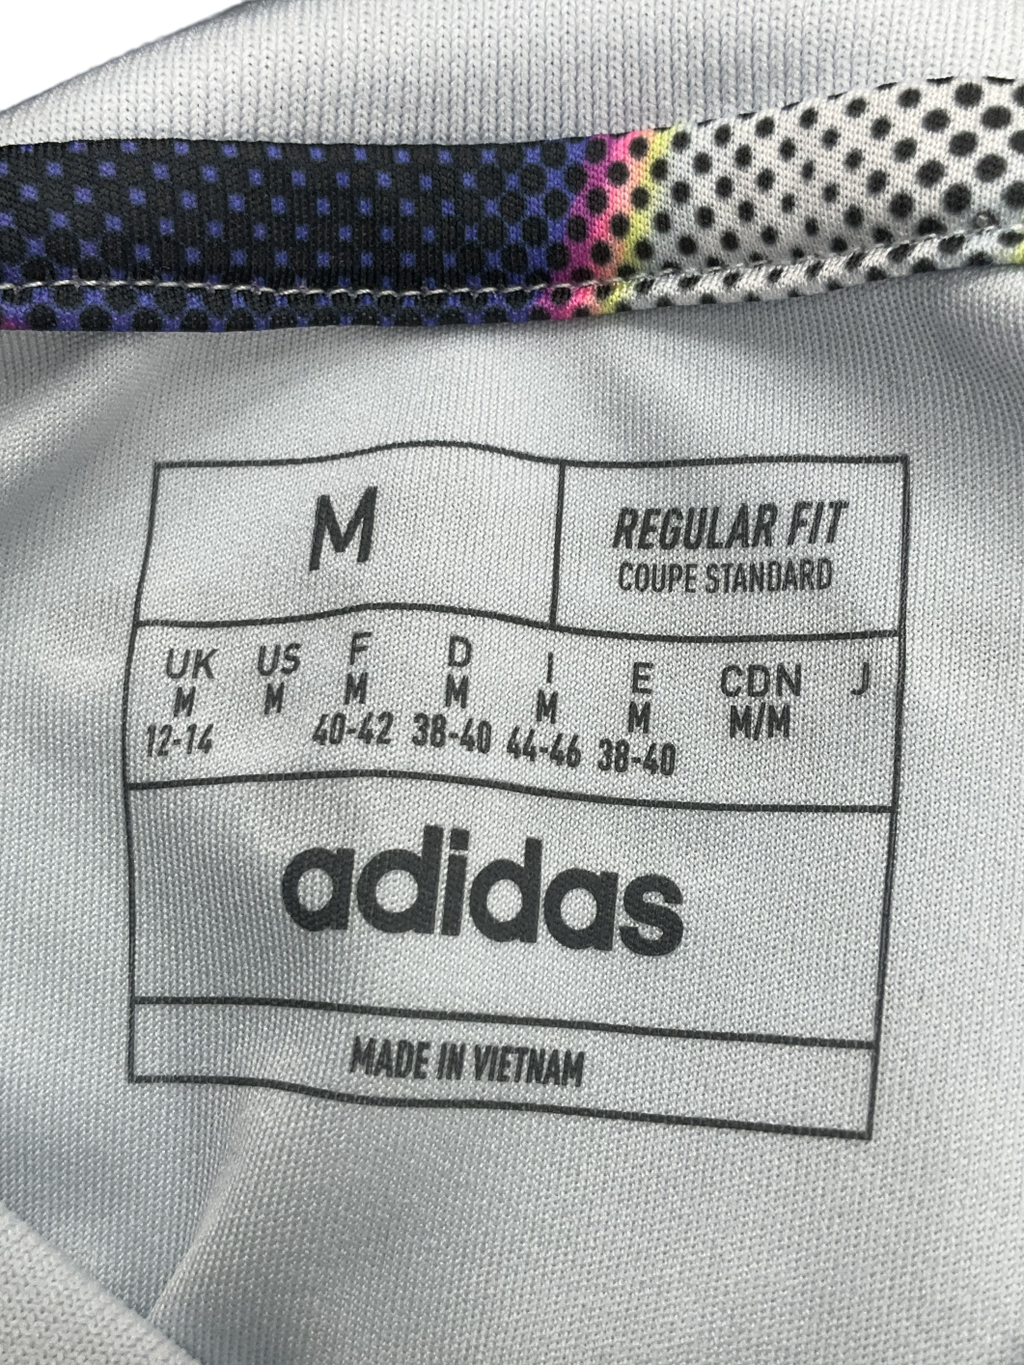 M
REGULAR FIT
COUPE STANDARD
UK US F D I E CDN J
M M M M M M M/M
12-14 40-42 38-40 44-46 38-40
adidas
MADE IN VIETNAM